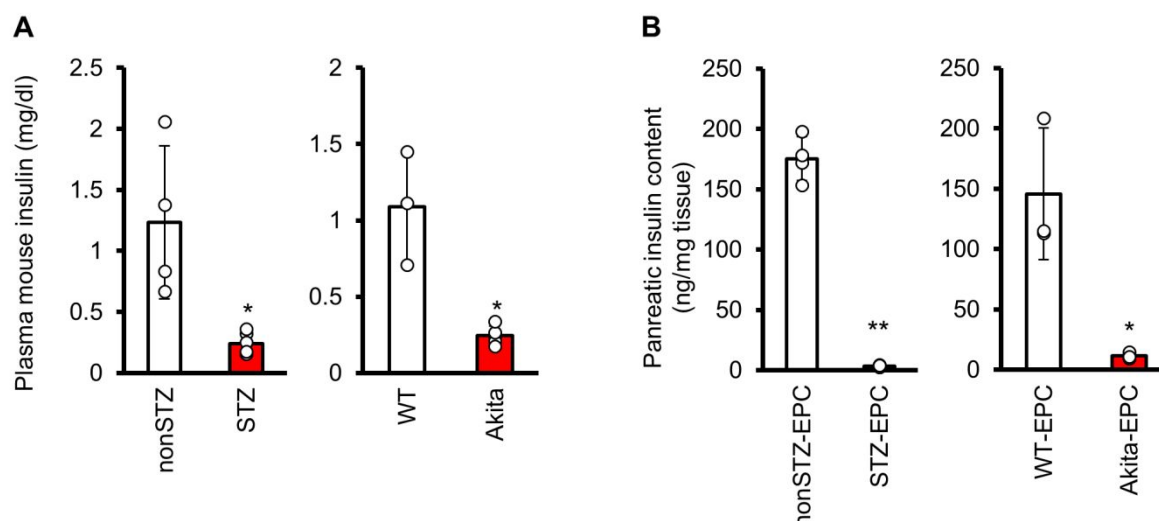 A
Plasma mouse insulin (mg/dl)
2.5
2
1.5
1
0.5
0
*
nonSTZ
STZ
2
1.5
1
0.5
0
*
WT
Akita
B
Panreatic insulin content
(ng/mg tissue)
250
200
150
100
50
0
**
nonSTZ-EPC
STZ-EPC
250
200
150
100
50
0
*
WT-EPC
Akita-EPC